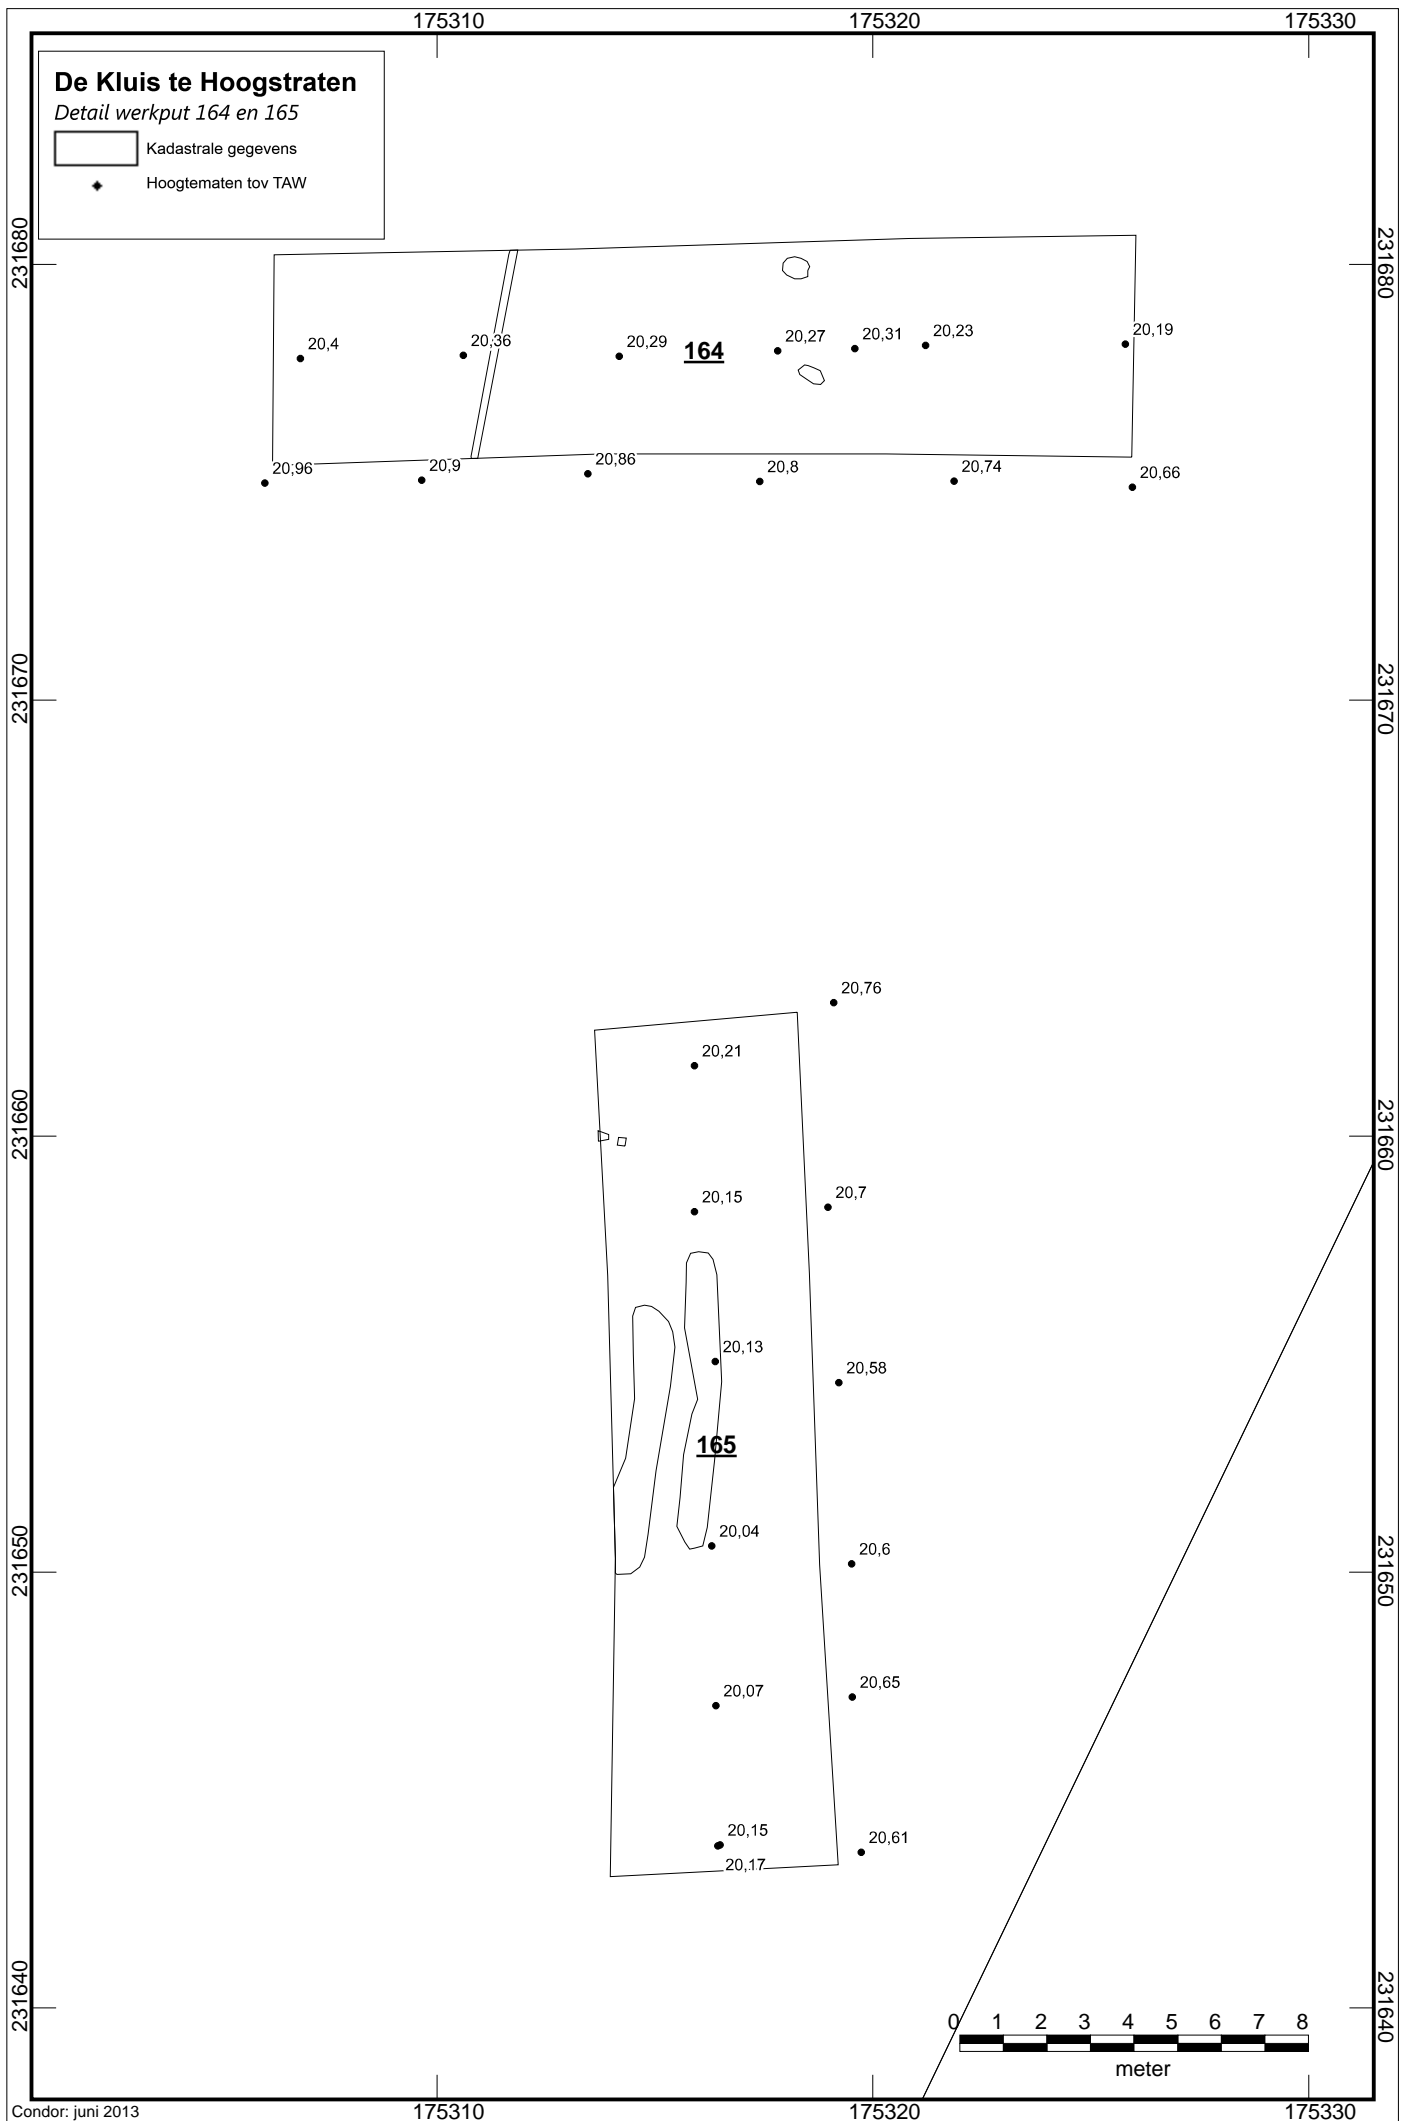 175310 175320 175330
De Kluis te Hoogstraten
Detail werkput 164 en 165
Kadastrale gegevens
Hoogtematen tov TAW
231680 231680
20,4 20,36 20,29 164 20,27 20,31 20,23 20,19
20,96 20,9 20,86 20,8 20,74 20,66
231670 231670
20,76
20,21
231660 231660
20,15 20,7
20,13 20,58
165
20,04 20,6
231650 231650
20,07 20,65
20,15 20,61
20,17
231640 231640
0 1 2 3 4 5 6 7 8
meter
Condor: juni 2013
175310 175320 175330